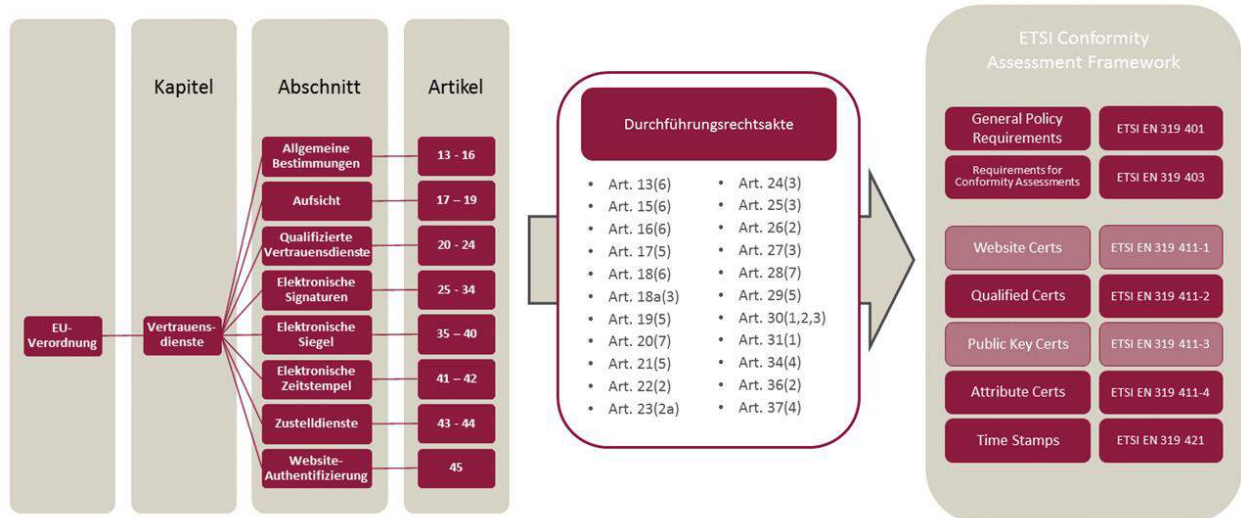 Kapitel
Abschnitt
Artikel
EU-
Verordnung
Vertrauens-
dienste
Allgemeine
Bestimmungen
13 - 16
Aufsicht
17 – 19
Qualifizierte
Vertrauensdienste
20 - 24
Elektronische
Signaturen
25 - 34
Elektronische
Siegel
35 – 40
Elektronische
Zeitstempel
41 – 42
Zustelldienste
43 - 44
Website-
Authentifizierung
45
Durchführungsrechtsakte
• Art. 13(6)
• Art. 15(6)
• Art. 16(6)
• Art. 17(5)
• Art. 18(6)
• Art. 18a(3)
• Art. 19(5)
• Art. 20(7)
• Art. 21(5)
• Art. 22(2)
• Art. 23(2a)
• Art. 24(3)
• Art. 25(3)
• Art. 26(2)
• Art. 27(3)
• Art. 28(7)
• Art. 29(5)
• Art. 30(1,2,3)
• Art. 31(1)
• Art. 34(4)
• Art. 36(2)
• Art. 37(4)
ETSI Conformity
Assessment Framework
General Policy
Requirements
ETSI EN 319 401
Requirements for
Conformity Assessments
ETSI EN 319 403
Website Certs
ETSI EN 319 411-1
Qualified Certs
ETSI EN 319 411-2
Public Key Certs
ETSI EN 319 411-3
Attribute Certs
ETSI EN 319 411-4
Time Stamps
ETSI EN 319 421